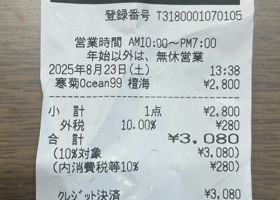 登録番号 T3180001070105
営業時間 AM10:00~PM7:00
年始以外は、無休営業
2025年8月23日(土) 13:38
寒菊Ocean99 橙海 ¥2,800
小 計 1点 ¥2,800
外税 10.00% ¥280
合 計 ¥3,080
(10%対象 ¥3,080)
(内消費税等10% ¥280)
クレジット決済 ¥3,080